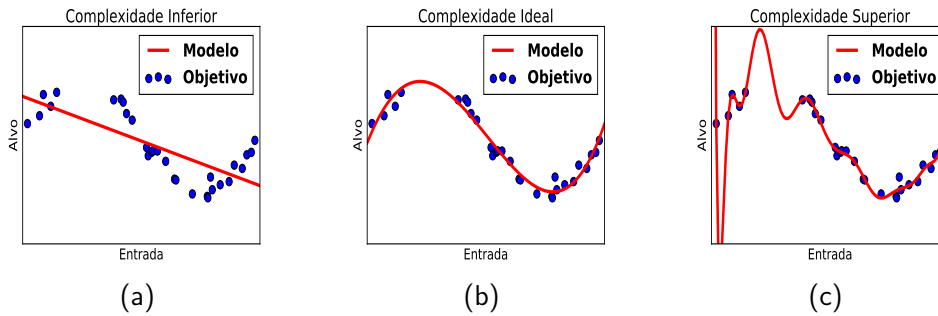 Complexidade Inferior
Modelo
Objetivo
Alvo
Entrada
(a)
Complexidade Ideal
Modelo
Objetivo
Alvo
Entrada
(b)
Complexidade Superior
Modelo
Objetivo
Alvo
Entrada
(c)